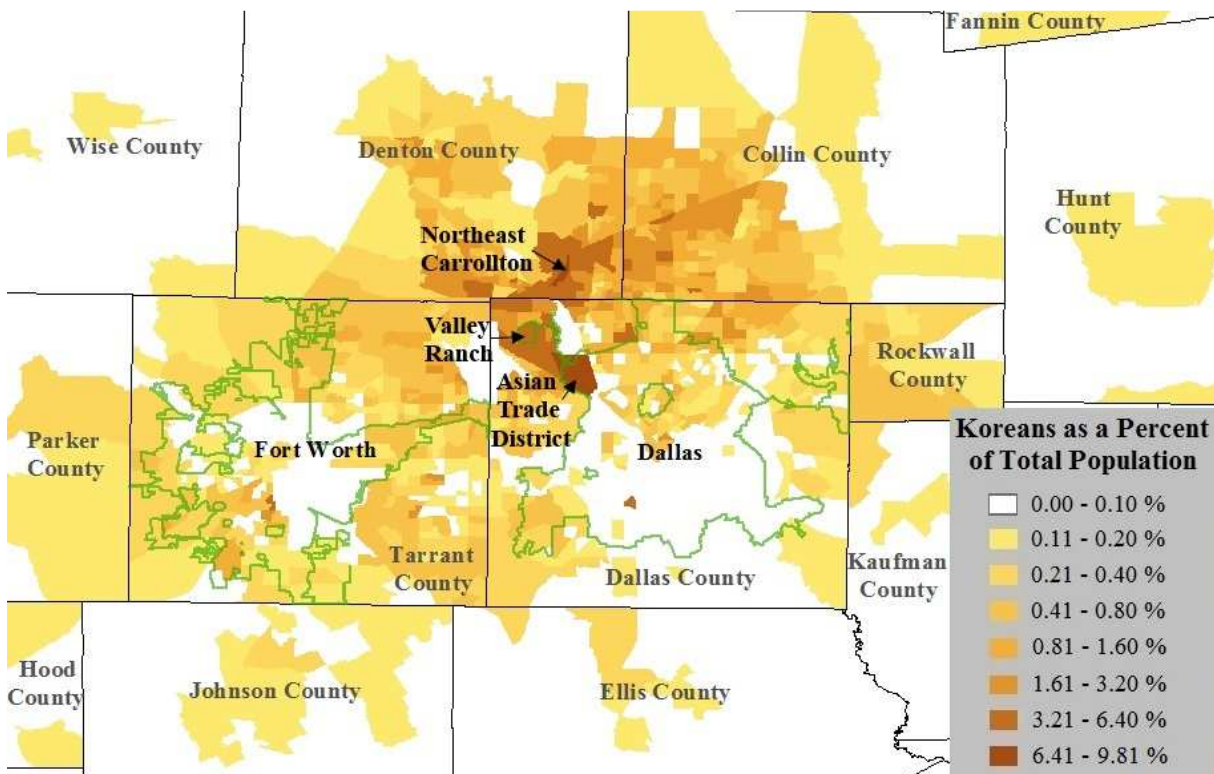 Fannin County
Wise County
Denton County
Collin County
Hunt
County
Northeast
Carrollton
Valley
Ranch
Rockwall
County
Asian
Trade
District
Parker
County
Fort Worth
Dallas
Tarrant
County
Dallas County
Kaufman
County
Hood
County
Johnson County
Ellis County
Koreans as a Percent
of Total Population
0.00 - 0.10 %
0.11 - 0.20 %
0.21 - 0.40 %
0.41 - 0.80 %
0.81 - 1.60 %
1.61 - 3.20 %
3.21 - 6.40 %
6.41 - 9.81 %